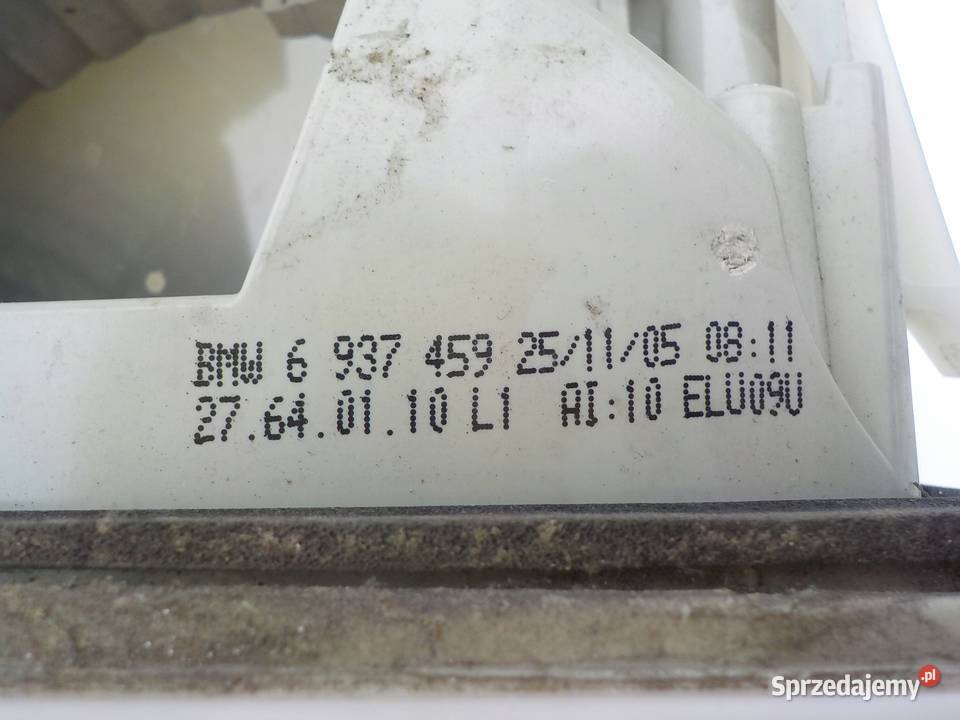 BMW 6 937 459 25/11/05 08:11
27.64.01.10 L1 AI:10 ELU09U
Sprzedajemy.pl